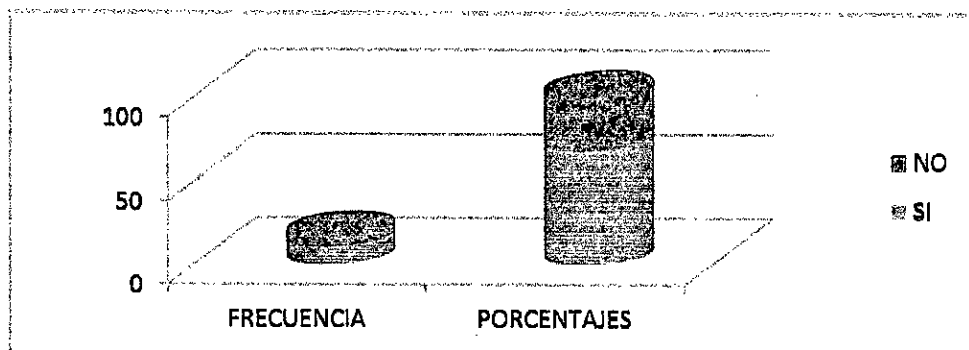 100
50
0
FRECUENCIA
PORCENTAJES
NO
SI